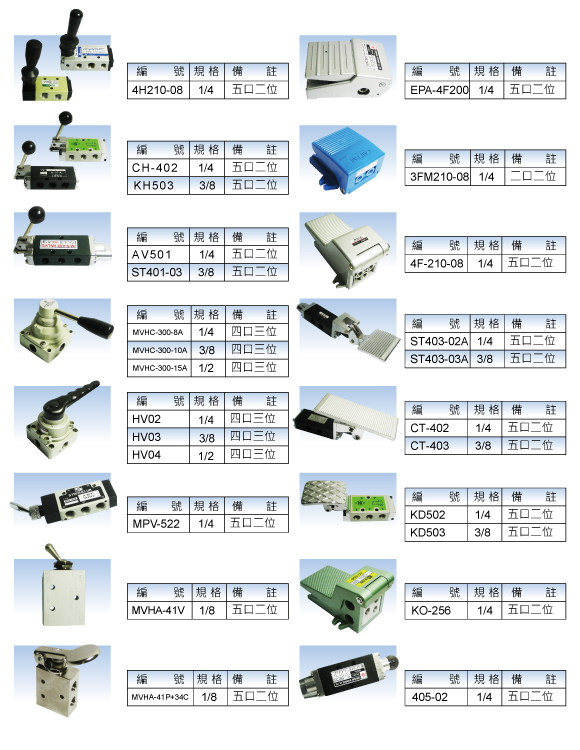 編 號 規格 備 註
4H210-08 1/4 五口二位
編 號 規格 備 註
EPA-4F200 1/4 五口二位
編 號 規格 備 註
CH-402 1/4 五口二位
KH503 3/8 五口二位
編 號 規格 備 註
3FM210-08 1/4 二口二位
編 號 規格 備 註
AV501 1/4 五口二位
ST401-03 3/8 五口二位
編 號 規格 備 註
4F-210-08 1/4 五口二位
編 號 規格 備 註
MVHC-300-8A 1/4 四口三位
MVHC-300-10A 3/8 四口三位
MVHC-300-15A 1/2 四口三位
編 號 規格 備 註
ST403-02A 1/4 五口二位
ST403-03A 3/8 五口二位
編 號 規格 備 註
HV02 1/4 四口三位
HV03 3/8 四口三位
HV04 1/2 四口三位
編 號 規格 備 註
CT-402 1/4 五口二位
CT-403 3/8 五口二位
編 號 規格 備 註
MPV-522 1/4 五口二位
編 號 規格 備 註
KD502 1/4 五口二位
KD503 3/8 五口二位
編 號 規格 備 註
MVHA-41V 1/8 五口二位
編 號 規格 備 註
KO-256 1/4 五口二位
編 號 規格 備 註
MVHA-41P+34C 1/8 五口二位
編 號 規格 備 註
405-02 1/4 五口二位